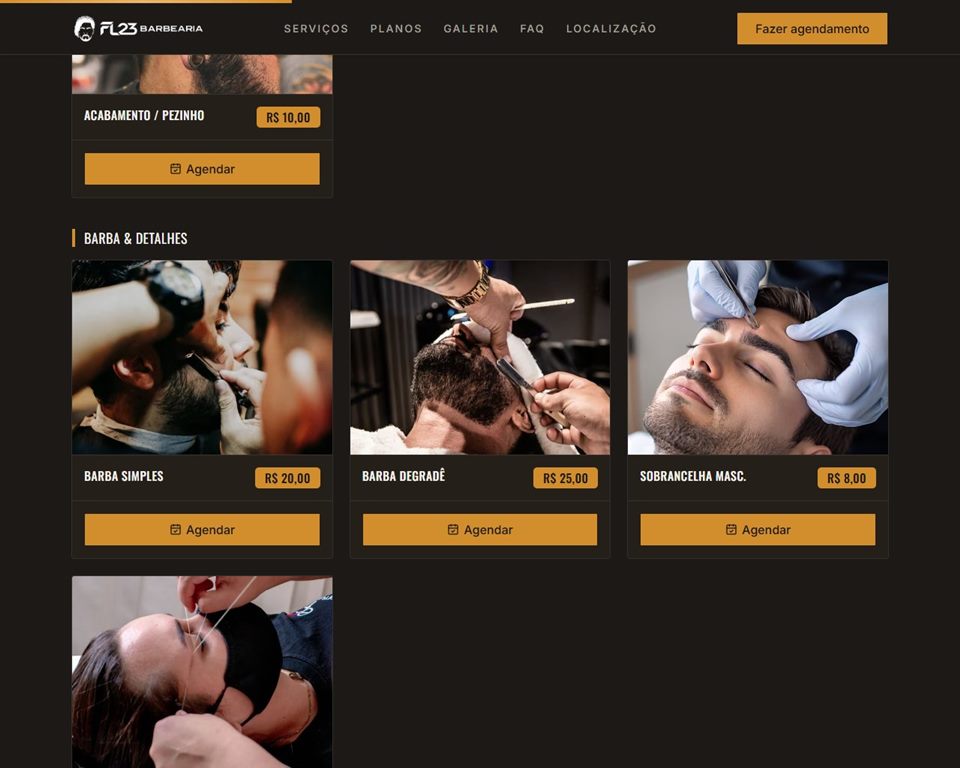 FL23 BARBEARIA
SERVIÇOS
PLANOS
GALERIA
FAQ
LOCALIZAÇÃO
Fazer agendamento
ACABAMENTO / PEZINHO
R$ 10,00
Agendar
BARBA & DETALHES
BARBA SIMPLES
R$ 20,00
Agendar
BARBA DEGRADÊ
R$ 25,00
Agendar
SOBRANCELHA MASC.
R$ 8,00
Agendar